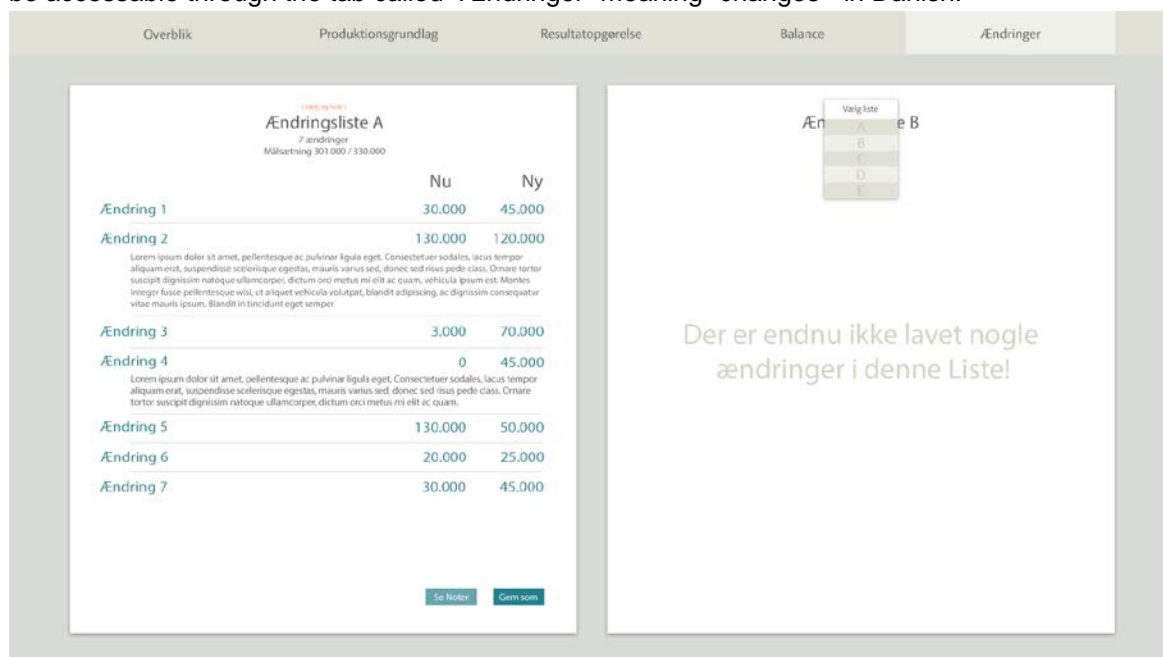 be accessable through the tab called "Ændringer" meaning "changes" in Danish.
Overblik Produktionsgrundlag Resultatopgørelse Balance Ændringer
( Vælg ny liste )
Ændringsliste A
7 ændringer
Målsætning 301.000 / 330.000
Nu Ny
Ændring 1 30.000 45.000
Ændring 2 130.000 120.000
Lorem ipsum dolor sit amet, pellentesque ac pulvinar ligula eget. Consectetuer sodales, lacus tempor
aliquam erat, suspendisse scelerisque egestas, mauris varius sed, donec sed risus pede class. Ornare tortor
suscipit dignissim natoque ullamcorper, dictum orci metus mi elit ac quam, vehicula ipsum est. Montes
integer fusce pellentesque wisi, ut aliquet vehicula volutpat, blandit adipiscing, ac dignissim consequatur
vitae mauris ipsum. Blandit in tincidunt eget semper
Ændring 3 3.000 70.000
Ændring 4 0 45.000
Lorem ipsum dolor sit amet, pellentesque ac pulvinar ligula eget. Consectetuer sodales, lacus tempor
aliquam erat, suspendisse scelerisque egestas, mauris varius sed, donec sed risus pede class. Ornare
tortor suscipit dignissim natoque ullamcorper, dictum orci metus mi elit ac quam.
Ændring 5 130.000 50.000
Ændring 6 20.000 25.000
Ændring 7 30.000 45.000
Se Noter Gem som
Vælg liste
Æn e B
A
B
C
D
E
Der er endnu ikke lavet nogle
ændringer i denne Liste!